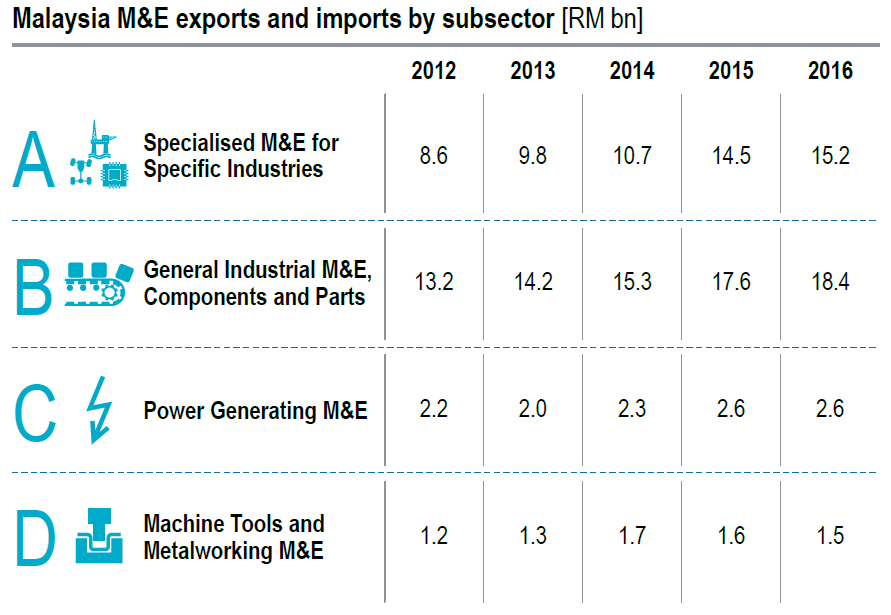 Malaysia M&E exports and imports by subsector [RM bn]
2012 2013 2014 2015 2016
A Specialised M&E for
Specific Industries
8.6 9.8 10.7 14.5 15.2
B General Industrial M&E,
Components and Parts
13.2 14.2 15.3 17.6 18.4
C Power Generating M&E 2.2 2.0 2.3 2.6 2.6
D Machine Tools and
Metalworking M&E
1.2 1.3 1.7 1.6 1.5